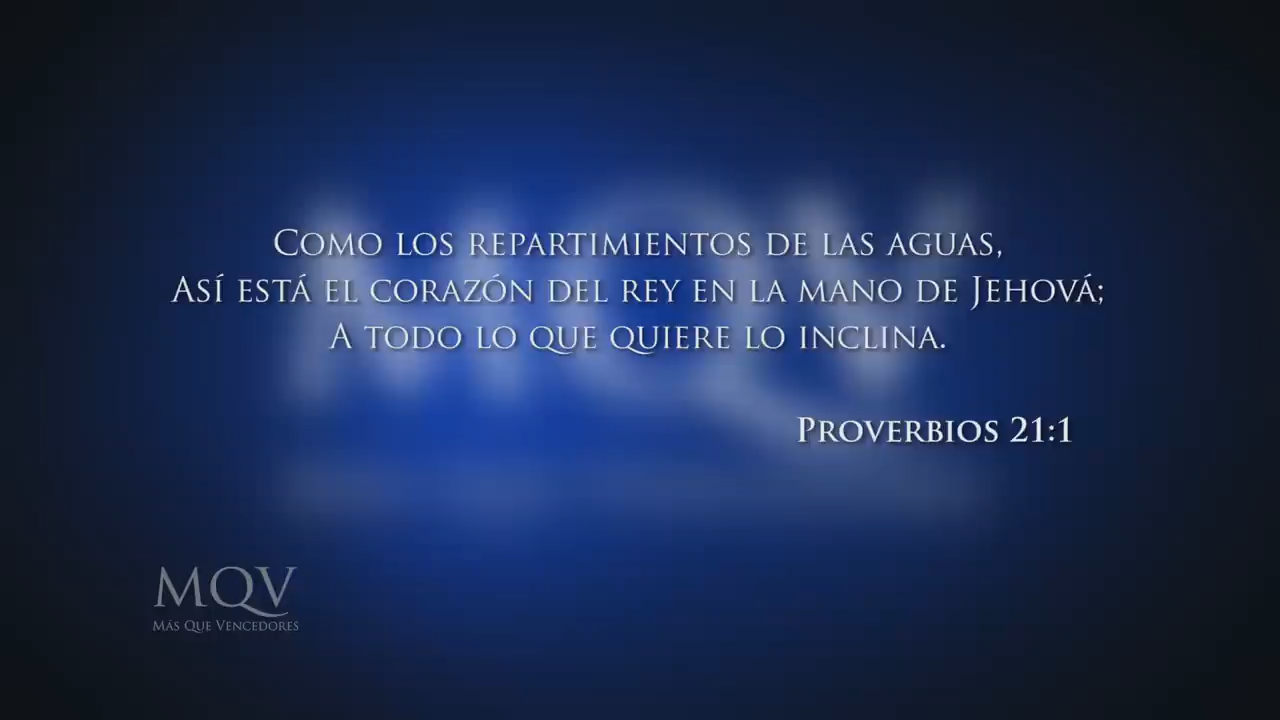 Como los repartimientos de las aguas,
Así está el corazón del rey en la mano de Jehová;
A todo lo que quiere lo inclina.
Proverbios 21:1
MQV
Más Que Vencedores